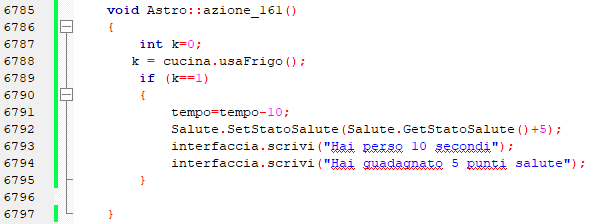 6785 void Astro::azione_161()
6786 {
6787 int k=0;
6788 k = cucina.usaFrigo();
6789 if (k==1)
6790 {
6791 tempo=tempo-10;
6792 Salute.SetStatoSalute(Salute.GetStatoSalute()+5);
6793 interfaccia.scrivi("Hai perso 10 secondi");
6794 interfaccia.scrivi("Hai guadagnato 5 punti salute");
6795 }
6796
6797 }